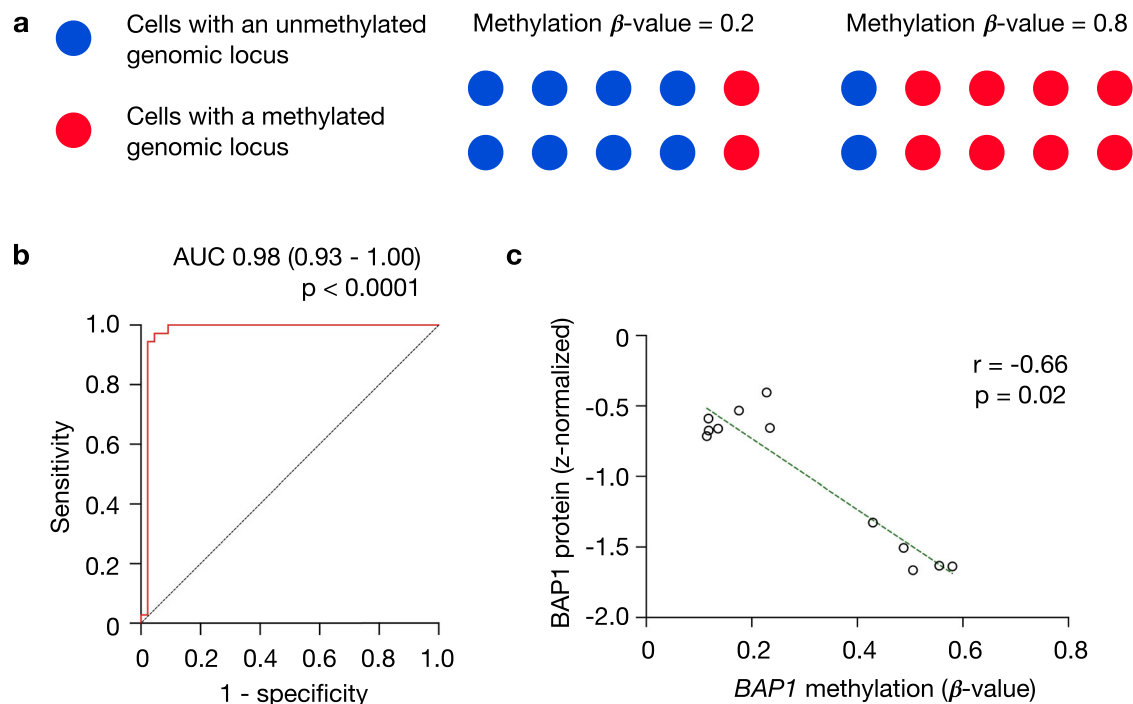 a
Cells with an unmethylated
genomic locus
Cells with a methylated
genomic locus
Methylation β-value = 0.2
Methylation β-value = 0.8
b
AUC 0.98 (0.93 - 1.00)
p < 0.0001
Sensitivity
1.0
0.8
0.6
0.4
0.2
0
0 0.2 0.4 0.6 0.8 1.0
1 - specificity
c
r = -0.66
p = 0.02
BAP1 protein (z-normalized)
0
-0.5
-1.0
-1.5
-2.0
0 0.2 0.4 0.6 0.8
BAP1 methylation (β-value)